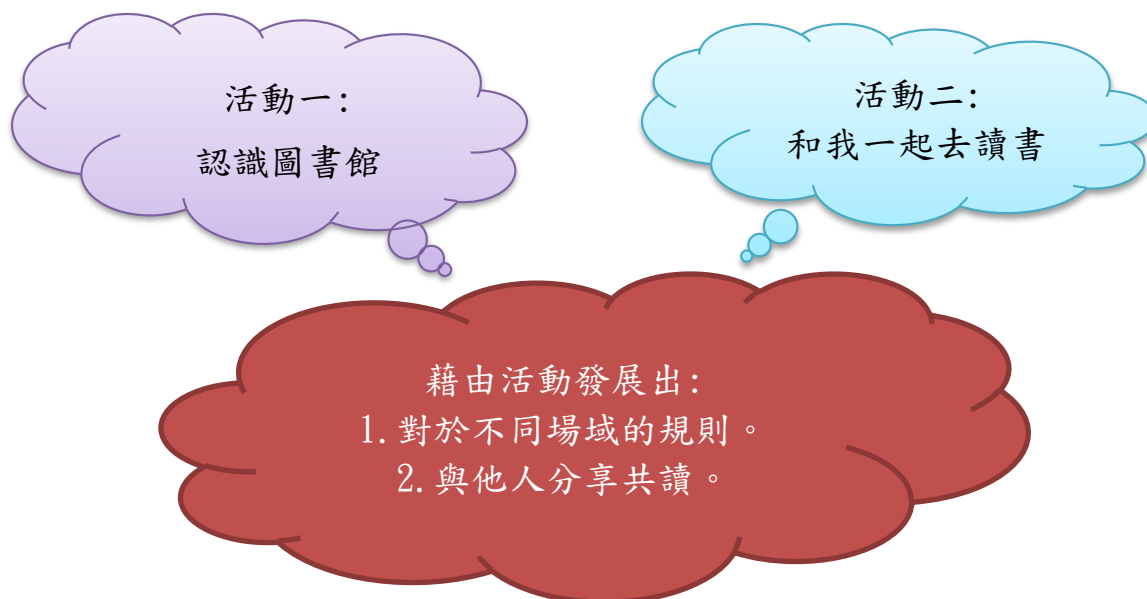 活動一:
認識圖書館
活動二:
和我一起去讀書
藉由活動發展出:
1.對於不同場域的規則。
2.與他人分享共讀。